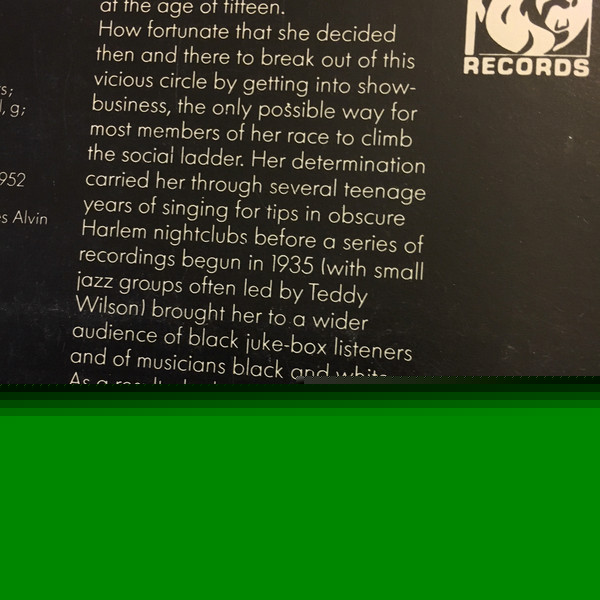 at the age of fifteen.
How fortunate that she decided
then and there to break out of this
vicious circle by getting into show-
business, the only possible way for
most members of her race to climb
the social ladder. Her determination
carried her through several teenage
years of singing for tips in obscure
Harlem nightclubs before a series of
recordings begun in 1935 (with small
jazz groups often led by Teddy
Wilson) brought her to a wider
audience of black juke-box listeners
and of musicians black and white.
As a result
RECORDS
s;
, g;
952
s Alvin